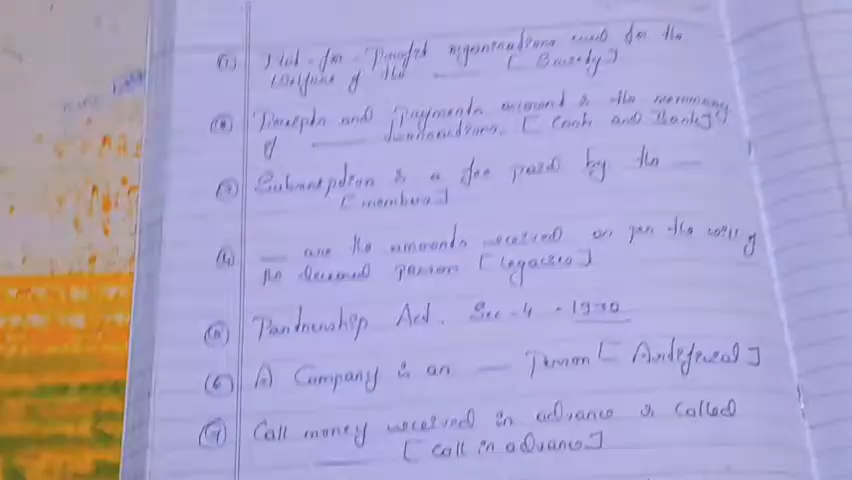 (1) Not-for-Profit organisations exist for the
Welfare of the ___ [Society]
(2) Receipts and Payments account is the summary
of ___ transactions. [Cash and Bank]
(3) Subscription is a fee paid by the ___
[members]
(4) ___ are the amounts received as per the will of
the deceased person [legacies]
(5) Partnership Act. Sec-4 - 19
(6) A Company is an ___ Person [Artificial]
(7) Call money received in advance is called
___ [Call in advance]